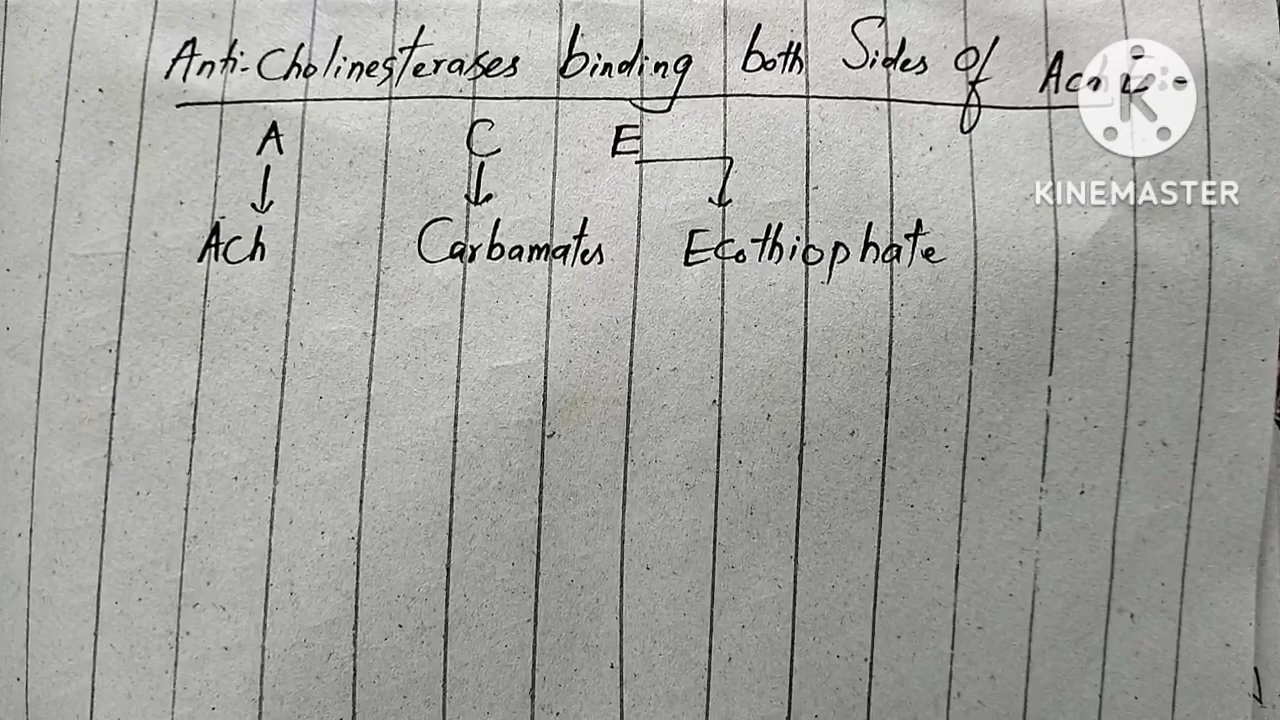 Anti-Cholinesterases binding both Sides of
A C E
Ach Carbamates Ecothiophate
KINEMASTER